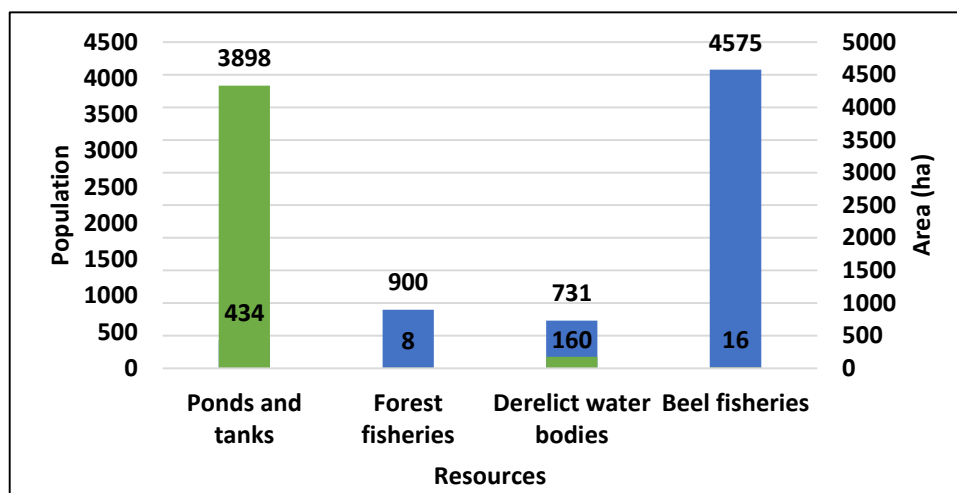 Population
4500
4000
3500
3000
2500
2000
1500
1000
500
0
3898
434
900
8
731
160
4575
16
5000
4500
4000
3500
3000
2500
2000
1500
1000
500
0
Area (ha)
Ponds and
tanks
Forest
fisheries
Derelict water
bodies
Beel fisheries
Resources